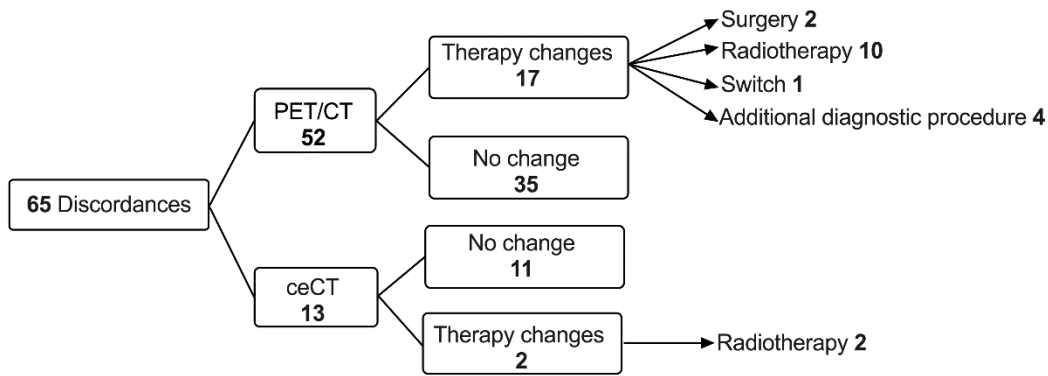 65 Discordances
PET/CT
52
Therapy changes
17
Surgery 2
Radiotherapy 10
Switch 1
Additional diagnostic procedure 4
No change
35
ceCT
13
No change
11
Therapy changes
2
Radiotherapy 2